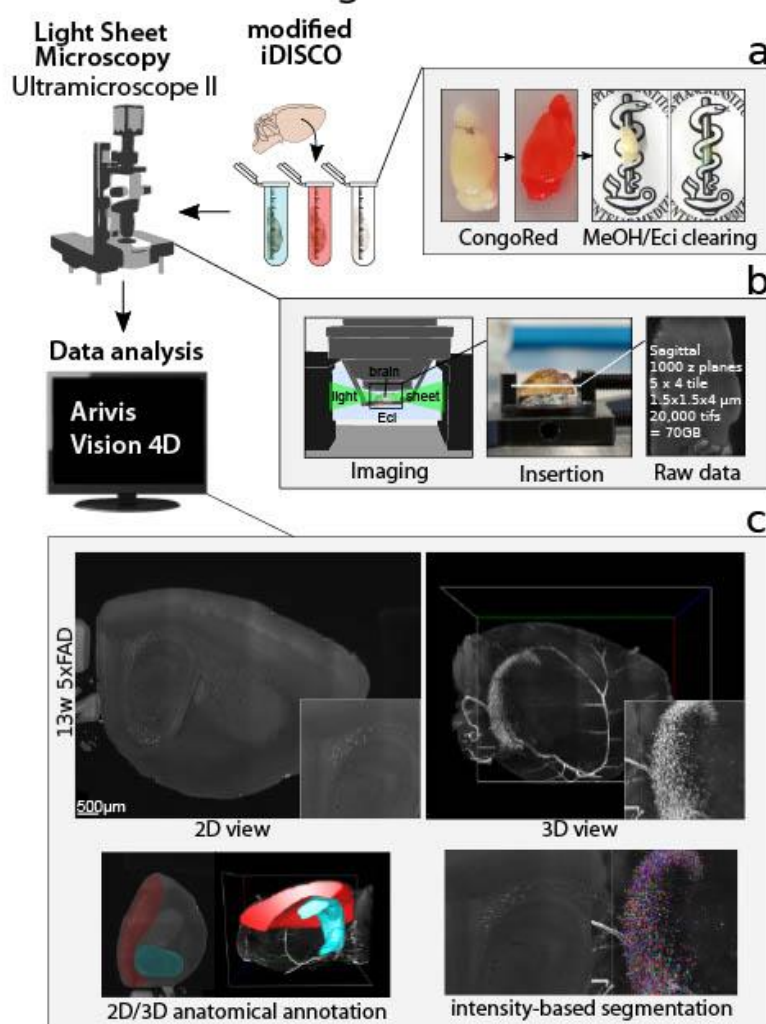 Light Sheet
Microscopy
Ultramicroscope II
modified
iDISCO
a
CongoRed
MeOH/Eci clearing
b
brain
light
sheet
Eci
Imaging
Insertion
Sagittal
1000 z planes
5 x 4 tile
1.5x1.5x4 µm
20,000 tifs
= 70GB
Raw data
Data analysis
Arivis
Vision 4D
c
13w 5xFAD
500µm
2D view
3D view
2D/3D anatomical annotation
intensity-based segmentation